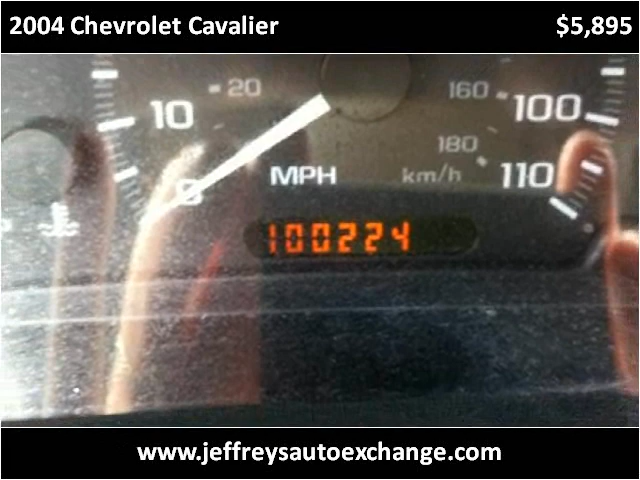 2004 Chevrolet Cavalier $5,895
20 160
10 100
180
0 MPH km/h 110
100224
www.jeffreysautoexchange.com